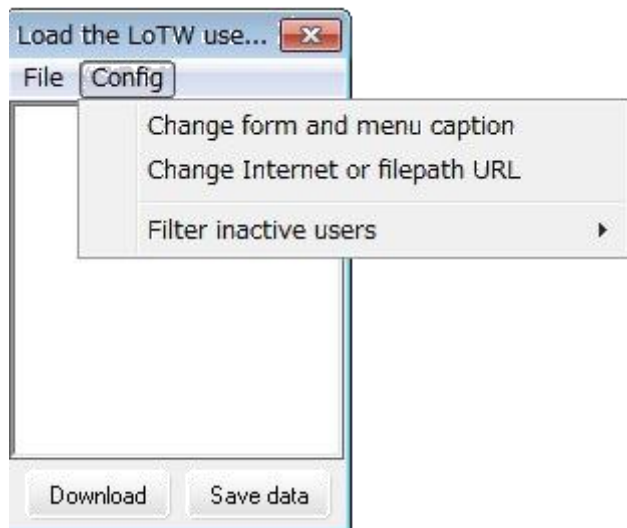 Load the LoTW use...
File Config
Change form and menu caption
Change Internet or filepath URL
Filter inactive users
Download Save data